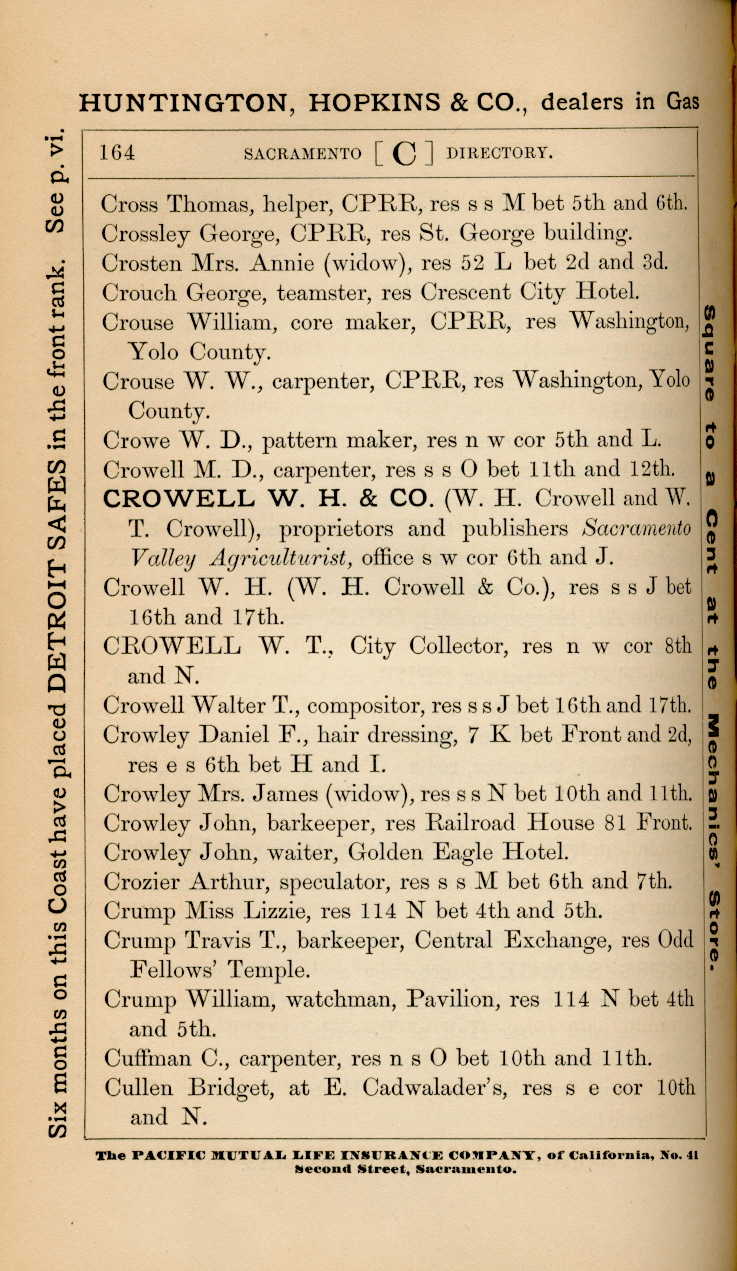 HUNTINGTON, HOPKINS & CO., dealers in Gas
164 SACRAMENTO [ C ] DIRECTORY.
Cross Thomas, helper, CPRR, res s s M bet 5th and 6th.
Crossley George, CPRR, res St. George building.
Crosten Mrs. Annie (widow), res 52 L bet 2d and 3d.
Crouch George, teamster, res Crescent City Hotel.
Crouse William, core maker, CPRR, res Washington,
Yolo County.
Crouse W. W., carpenter, CPRR, res Washington, Yolo
County.
Crowe W. D., pattern maker, res n w cor 5th and L.
Crowell M. D., carpenter, res s s O bet 11th and 12th.
CROWELL W. H. & CO. (W. H. Crowell and W.
T. Crowell), proprietors and publishers Sacramento
Valley Agriculturist, office s w cor 6th and J.
Crowell W. H. (W. H. Crowell & Co.), res s s J bet
16th and 17th.
CROWELL W. T., City Collector, res n w cor 8th
and N.
Crowell Walter T., compositor, res s s J bet 16th and 17th.
Crowley Daniel F., hair dressing, 7 K bet Front and 2d,
res e s 6th bet H and I.
Crowley Mrs. James (widow), res s s N bet 10th and 11th.
Crowley John, barkeeper, res Railroad House 81 Front.
Crowley John, waiter, Golden Eagle Hotel.
Crozier Arthur, speculator, res s s M bet 6th and 7th.
Crump Miss Lizzie, res 114 N bet 4th and 5th.
Crump Travis T., barkeeper, Central Exchange, res Odd
Fellows' Temple.
Crump William, watchman, Pavilion, res 114 N bet 4th
and 5th.
Cuffman C., carpenter, res n s O bet 10th and 11th.
Cullen Bridget, at E. Cadwalader's, res s e cor 10th
and N.
The PACIFIC MUTUAL LIFE INSURANCE COMPANY, of California, No. 41
Second Street, Sacramento.
Six months on this Coast have placed DETROIT SAFES in the front rank. See p. vi.
Square to a Cent at the Mechanics' Store.